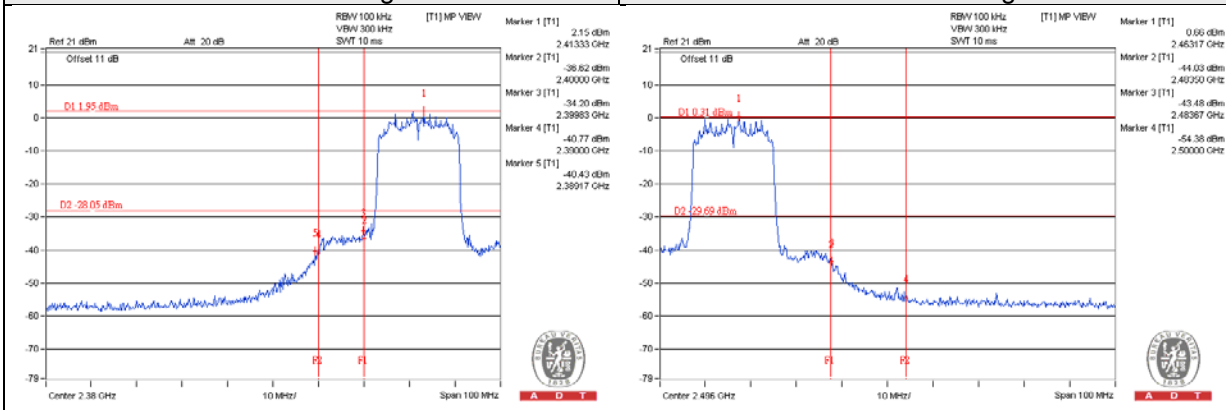 RBW 100 kHz [T1] MP VIEW
VBW 300 kHz
Ref 21 dBm Att 20 dB SWT 10 ms
Offset 11 dB
Marker 1 [T1]
2.15 dBm
2.41333 GHz
Marker 2 [T1]
-36.62 dBm
2.40000 GHz
Marker 3 [T1]
-34.20 dBm
2.39983 GHz
Marker 4 [T1]
-40.77 dBm
2.39000 GHz
Marker 5 [T1]
-40.43 dBm
2.38917 GHz
21
10
0
-10
-20
-30
-40
-50
-60
-70
-79
D1 1.95 dBm
D2 -28.05 dBm
1
5
F2 F1
Center 2.38 GHz 10 MHz/ Span 100 MHz
BUREAU VERITAS
1828
A D T
RBW 100 kHz [T1] MP VIEW
VBW 300 kHz
Ref 21 dBm Att 20 dB SWT 10 ms
Offset 11 dB
Marker 1 [T1]
0.66 dBm
2.46317 GHz
Marker 2 [T1]
-44.03 dBm
2.48350 GHz
Marker 3 [T1]
-43.48 dBm
2.48367 GHz
Marker 4 [T1]
-54.38 dBm
2.50000 GHz
21
10
0
-10
-20
-30
-40
-50
-60
-70
-79
D1 0.31 dBm
D2 -29.69 dBm
1
3
4
F1 F2
Center 2.496 GHz 10 MHz/ Span 100 MHz
BUREAU VERITAS
1828
A D T